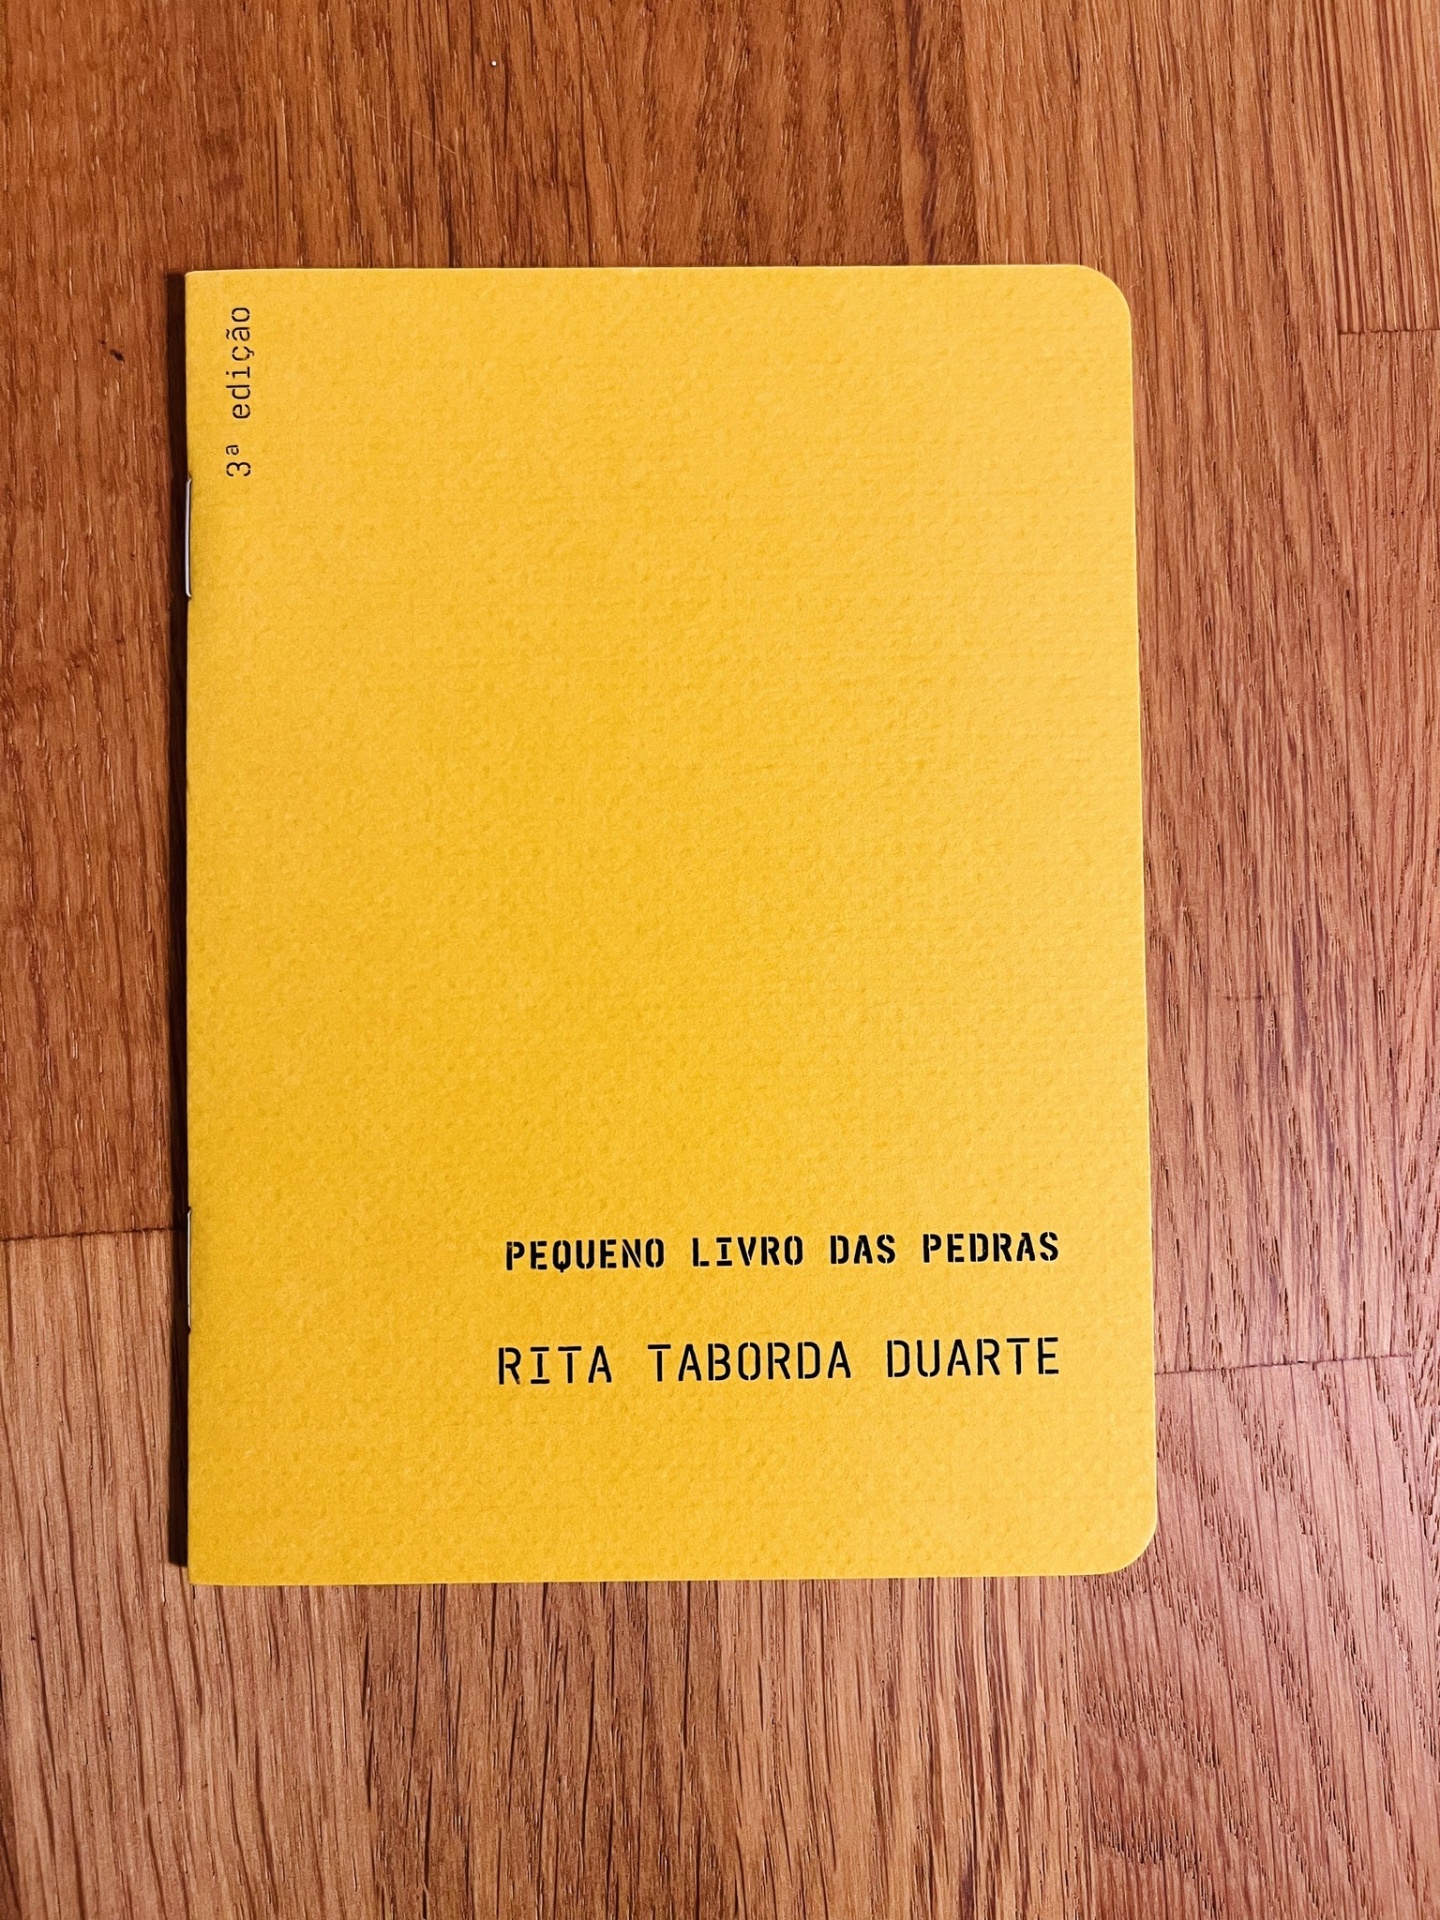 3ª edição
PEQUENO LIVRO DAS PEDRAS
RITA TABORDA DUARTE